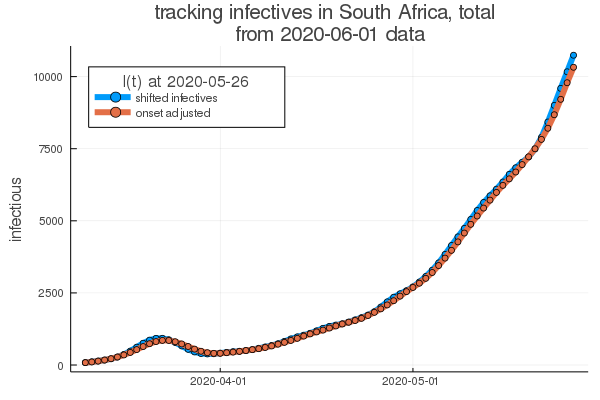 tracking infectives in South Africa, total
from 2020-06-01 data
I(t) at 2020-05-26
shifted infectives
onset adjusted
10000
7500
5000
2500
0
infectious
2020-04-01
2020-05-01